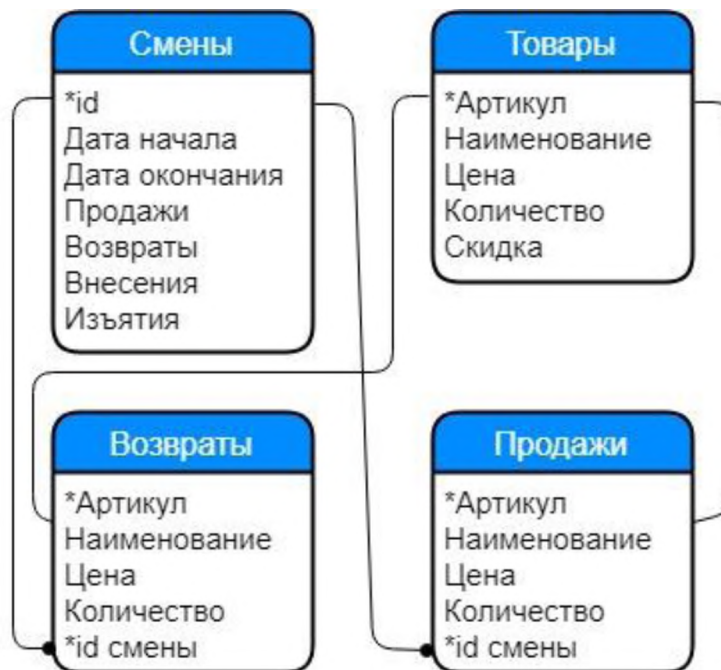 Смены
*id
Дата начала
Дата окончания
Продажи
Возвраты
Внесения
Изъятия
Товары
*Артикул
Наименование
Цена
Количество
Скидка
Возвраты
*Артикул
Наименование
Цена
Количество
*id смены
Продажи
*Артикул
Наименование
Цена
Количество
*id смены